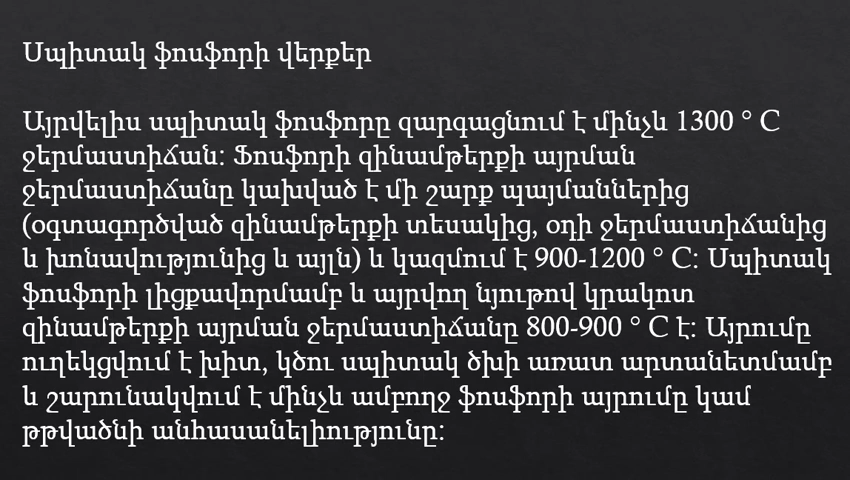 Սպիտակ ֆոսֆորի վերքեր
Այրվելիս սպիտակ ֆոսֆորը զարգացնում է մինչև 1300 ° C
ջերմաստիճան: Ֆոսֆորի զինամթերքի այրման
ջերմաստիճանը կախված է մի շարք պայմաններից
(օգտագործված զինամթերքի տեսակից, օդի ջերմաստիճանից
և խոնավությունից և այլն) և կազմում է 900-1200 ° C: Սպիտակ
ֆոսֆորի լիցքավորմամբ և այրվող նյութով կրակոտ
զինամթերքի այրման ջերմաստիճանը 800-900 ° C է: Այրումը
ուղեկցվում է խիտ, կծու սպիտակ ծխի առատ արտանետմամբ
և շարունակվում է մինչև ամբողջ ֆոսֆորի այրումը կամ
թթվածնի անհասանելիությունը: